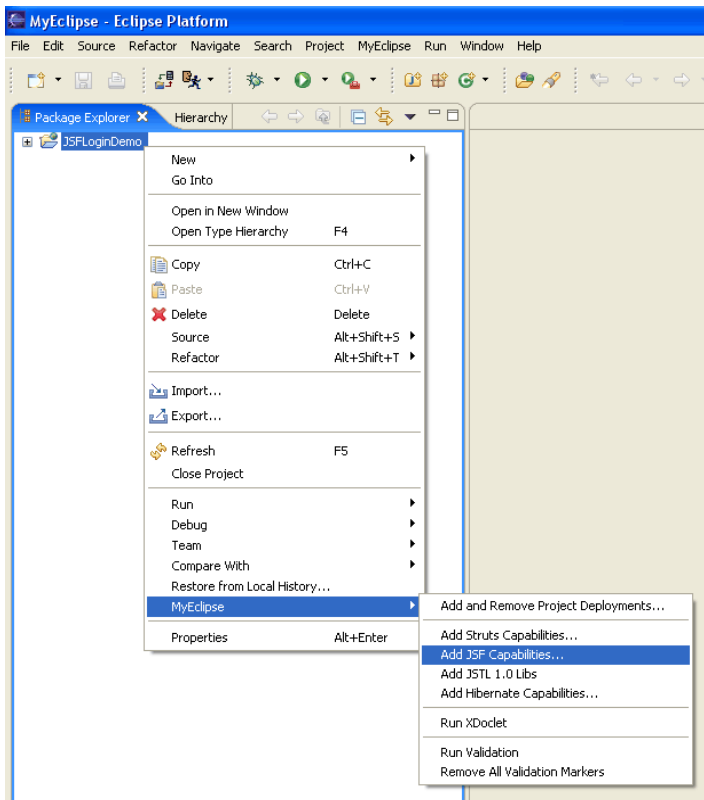 MyEclipse - Eclipse Platform
File Edit Source Refactor Navigate Search Project MyEclipse Run Window Help
Package Explorer Hierarchy
JSFLoginDemo
New
Go Into
Open in New Window
Open Type Hierarchy F4
Copy Ctrl+C
Paste Ctrl+V
Delete Delete
Source Alt+Shift+S
Refactor Alt+Shift+T
Import...
Export...
Refresh F5
Close Project
Run
Debug
Team
Compare With
Restore from Local History...
MyEclipse
Properties Alt+Enter
Add and Remove Project Deployments...
Add Struts Capabilities...
Add JSF Capabilities...
Add JSTL 1.0 Libs
Add Hibernate Capabilities...
Run XDoclet
Run Validation
Remove All Validation Markers